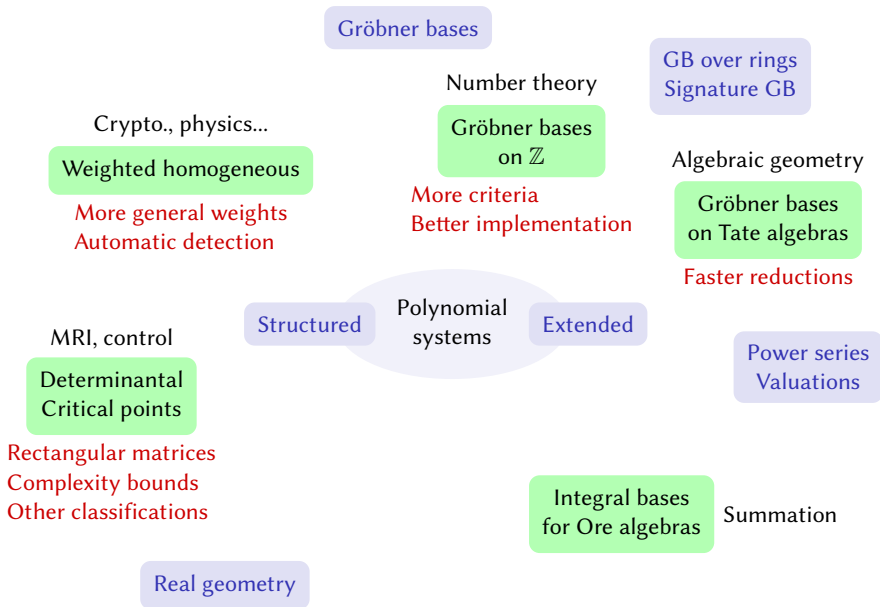 Gröbner bases
GB over rings
Signature GB
Number theory
Gröbner bases
on ℤ
More criteria
Better implementation
Crypto., physics...
Weighted homogeneous
More general weights
Automatic detection
Algebraic geometry
Gröbner bases
on Tate algebras
Faster reductions
Structured
Polynomial
systems
Extended
MRI, control
Determinantal
Critical points
Rectangular matrices
Complexity bounds
Other classifications
Power series
Valuations
Integral bases
for Ore algebras
Summation
Real geometry